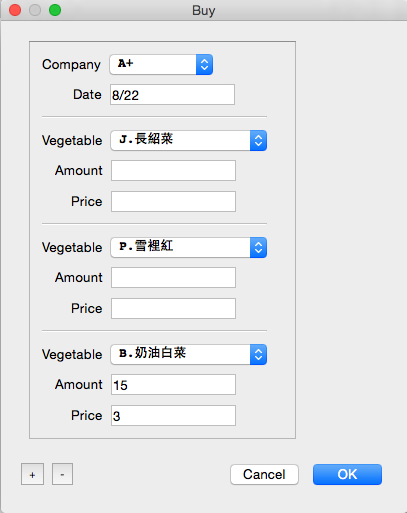 Buy
Company A+
Date 8/22
Vegetable J.長紹菜
Amount
Price
Vegetable P.雪裡紅
Amount
Price
Vegetable B.奶油白菜
Amount 15
Price 3
+ - Cancel OK